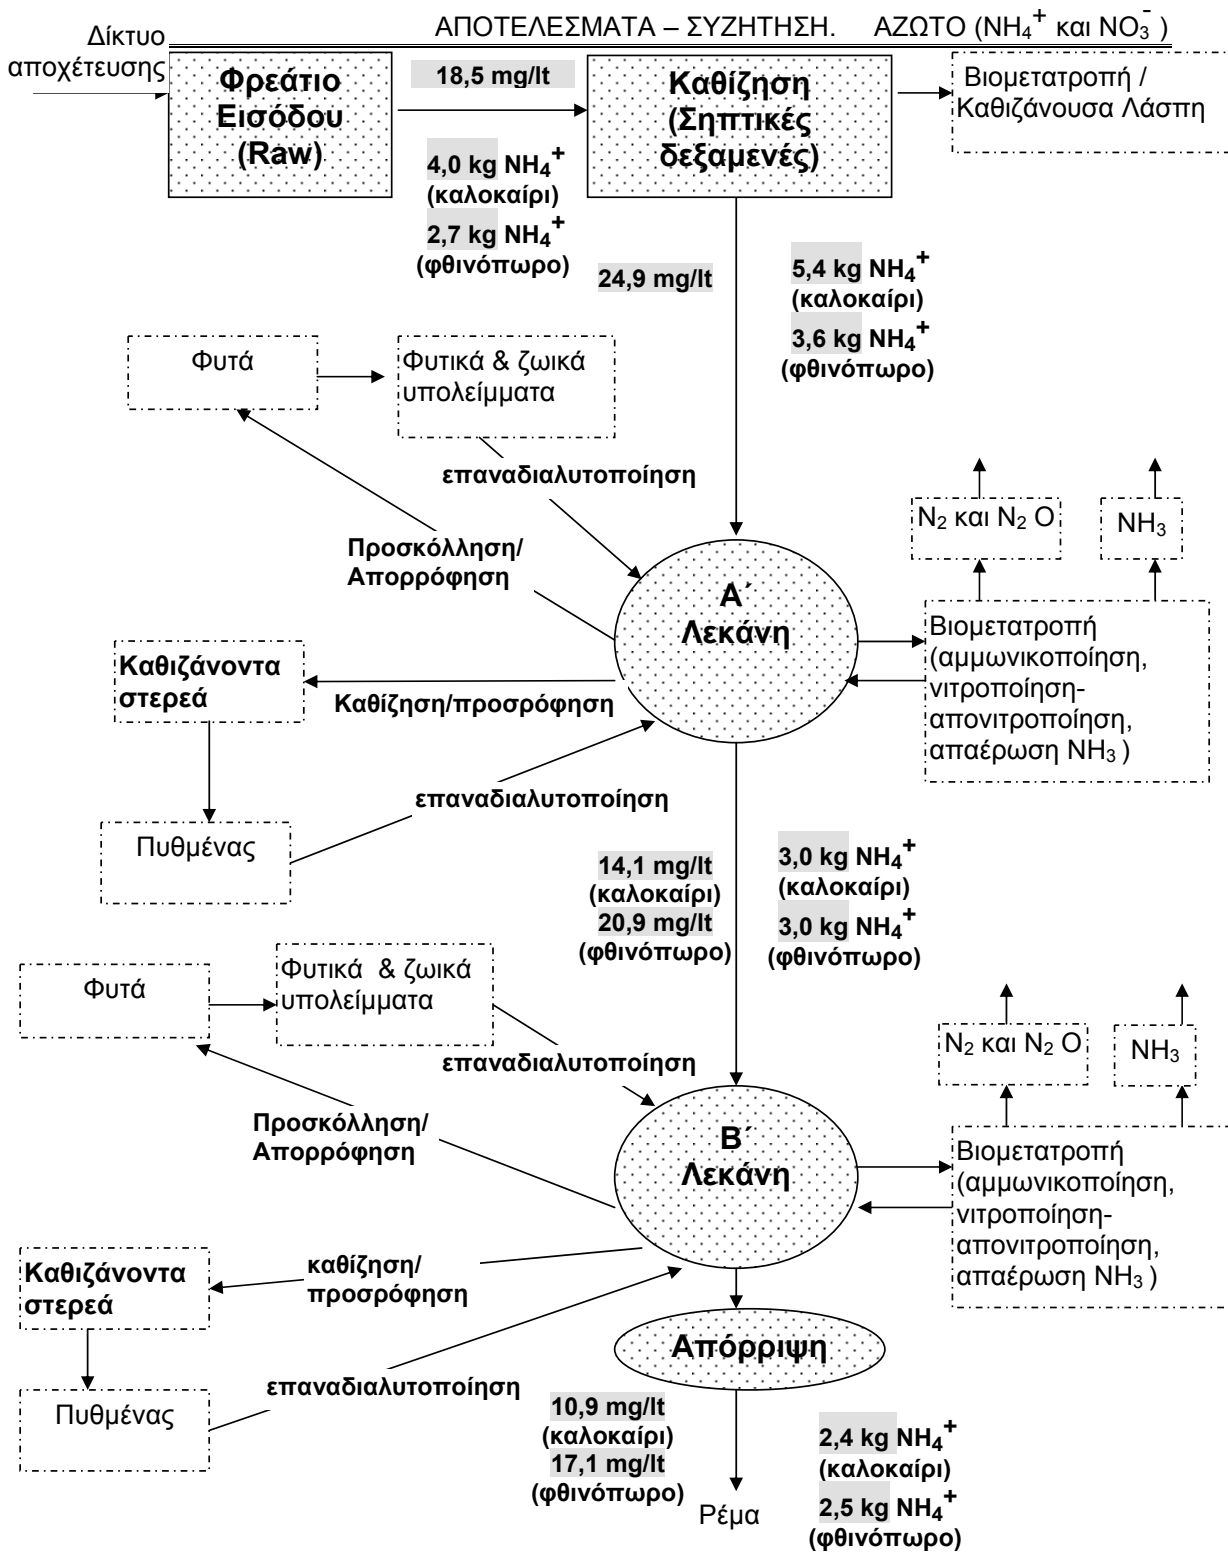 ΑΠΟΤΕΛΕΣΜΑΤΑ – ΣΥΖΗΤΗΣΗ. ΑΖΩΤΟ (NH4+ και NO3-)
Δίκτυο
αποχέτευσης
Φρεάτιο
Εισόδου
(Raw)
18,5 mg/lt
4,0 kg NH4+
(καλοκαίρι)
2,7 kg NH4+
(φθινόπωρο)
Καθίζηση
(Σηπτικές
δεξαμενές)
Βιομετατροπή /
Καθιζάνουσα Λάσπη
24,9 mg/lt
5,4 kg NH4+
(καλοκαίρι)
3,6 kg NH4+
(φθινόπωρο)
Φυτά
Φυτικά & ζωικά
υπολείμματα
επαναδιαλυτοποίηση
Προσκόλληση/
Απορρόφηση
N2 και N2 O
NH3
Α΄
Λεκάνη
Βιομετατροπή
(αμμωνικοποίηση,
νιτροποίηση-
απονιτροποίηση,
απαέρωση NH3 )
Καθιζάνοντα
στερεά
Καθίζηση/προσρόφηση
επαναδιαλυτοποίηση
Πυθμένας
14,1 mg/lt
(καλοκαίρι)
20,9 mg/lt
(φθινόπωρο)
3,0 kg NH4+
(καλοκαίρι)
3,0 kg NH4+
(φθινόπωρο)
Φυτά
Φυτικά & ζωικά
υπολείμματα
επαναδιαλυτοποίηση
Προσκόλληση/
Απορρόφηση
N2 και N2 O
NH3
Β΄
Λεκάνη
Βιομετατροπή
(αμμωνικοποίηση,
νιτροποίηση-
απονιτροποίηση,
απαέρωση NH3 )
Καθιζάνοντα
στερεά
καθίζηση/
προσρόφηση
Απόρριψη
επαναδιαλυτοποίηση
Πυθμένας
10,9 mg/lt
(καλοκαίρι)
17,1 mg/lt
(φθινόπωρο)
2,4 kg NH4+
(καλοκαίρι)
2,5 kg NH4+
(φθινόπωρο)
Ρέμα